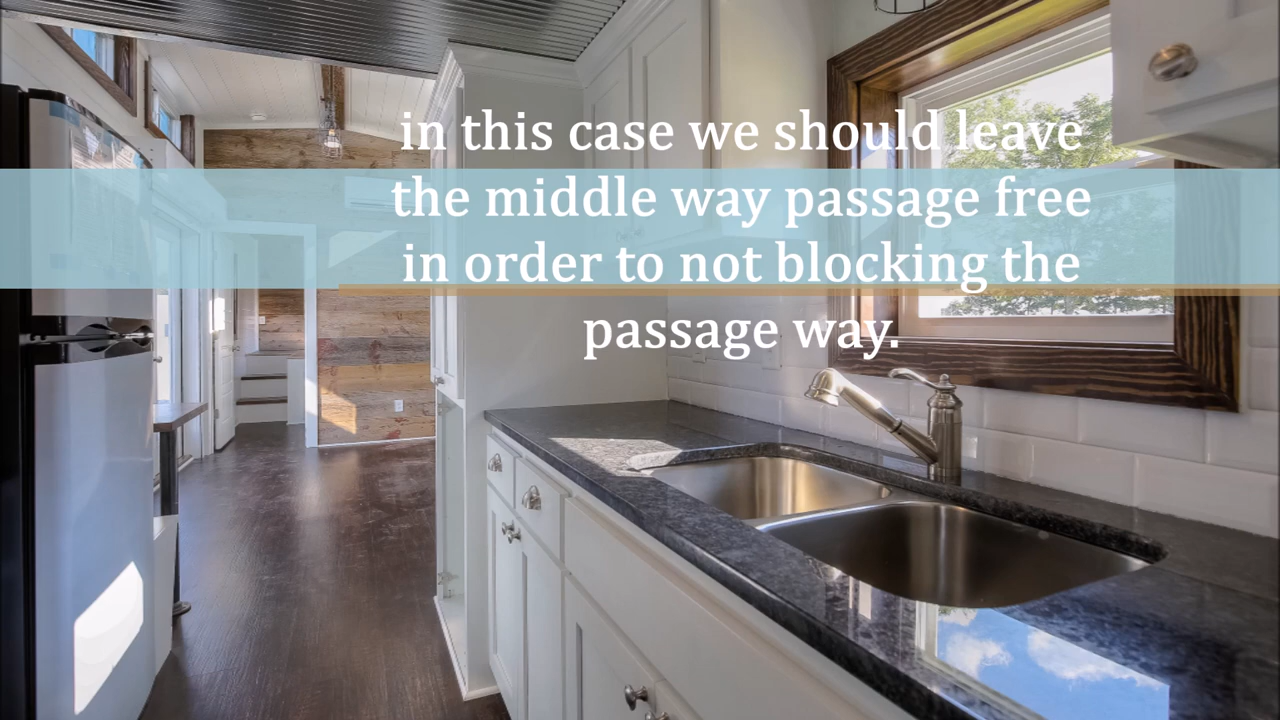 in this case we should leave
the middle way passage free
in order to not blocking the
passage way.